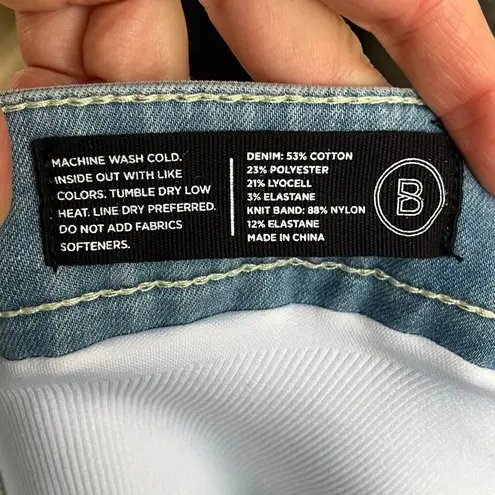 MACHINE WASH COLD.
INSIDE OUT WITH LIKE
COLORS. TUMBLE DRY LOW
HEAT. LINE DRY PREFERRED.
DO NOT ADD FABRICS
SOFTENERS.
DENIM: 53% COTTON
23% POLYESTER
21% LYOCELL
3% ELASTANE
KNIT BAND: 88% NYLON
12% ELASTANE
MADE IN CHINA
B